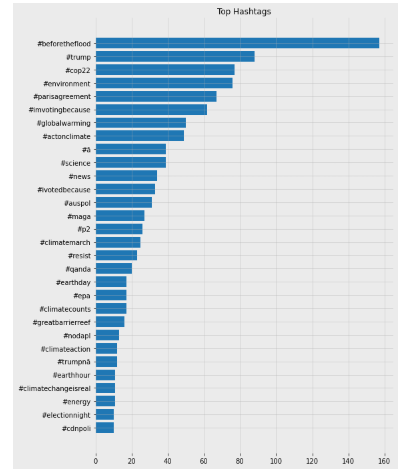 Top Hashtags
#beforetheflood
#trump
#cop22
#environment
#parisagreement
#imvotingbecause
#globalwarming
#actonclimate
#â
#science
#news
#ivotedbecause
#auspol
#maga
#p2
#climatemarch
#resist
#qanda
#earthday
#epa
#climatecounts
#greatbarrierreef
#nodapl
#climateaction
#trumpnâ
#earthhour
#climatechangeisreal
#energy
#electionnight
#cdnpoli
0 20 40 60 80 100 120 140 160